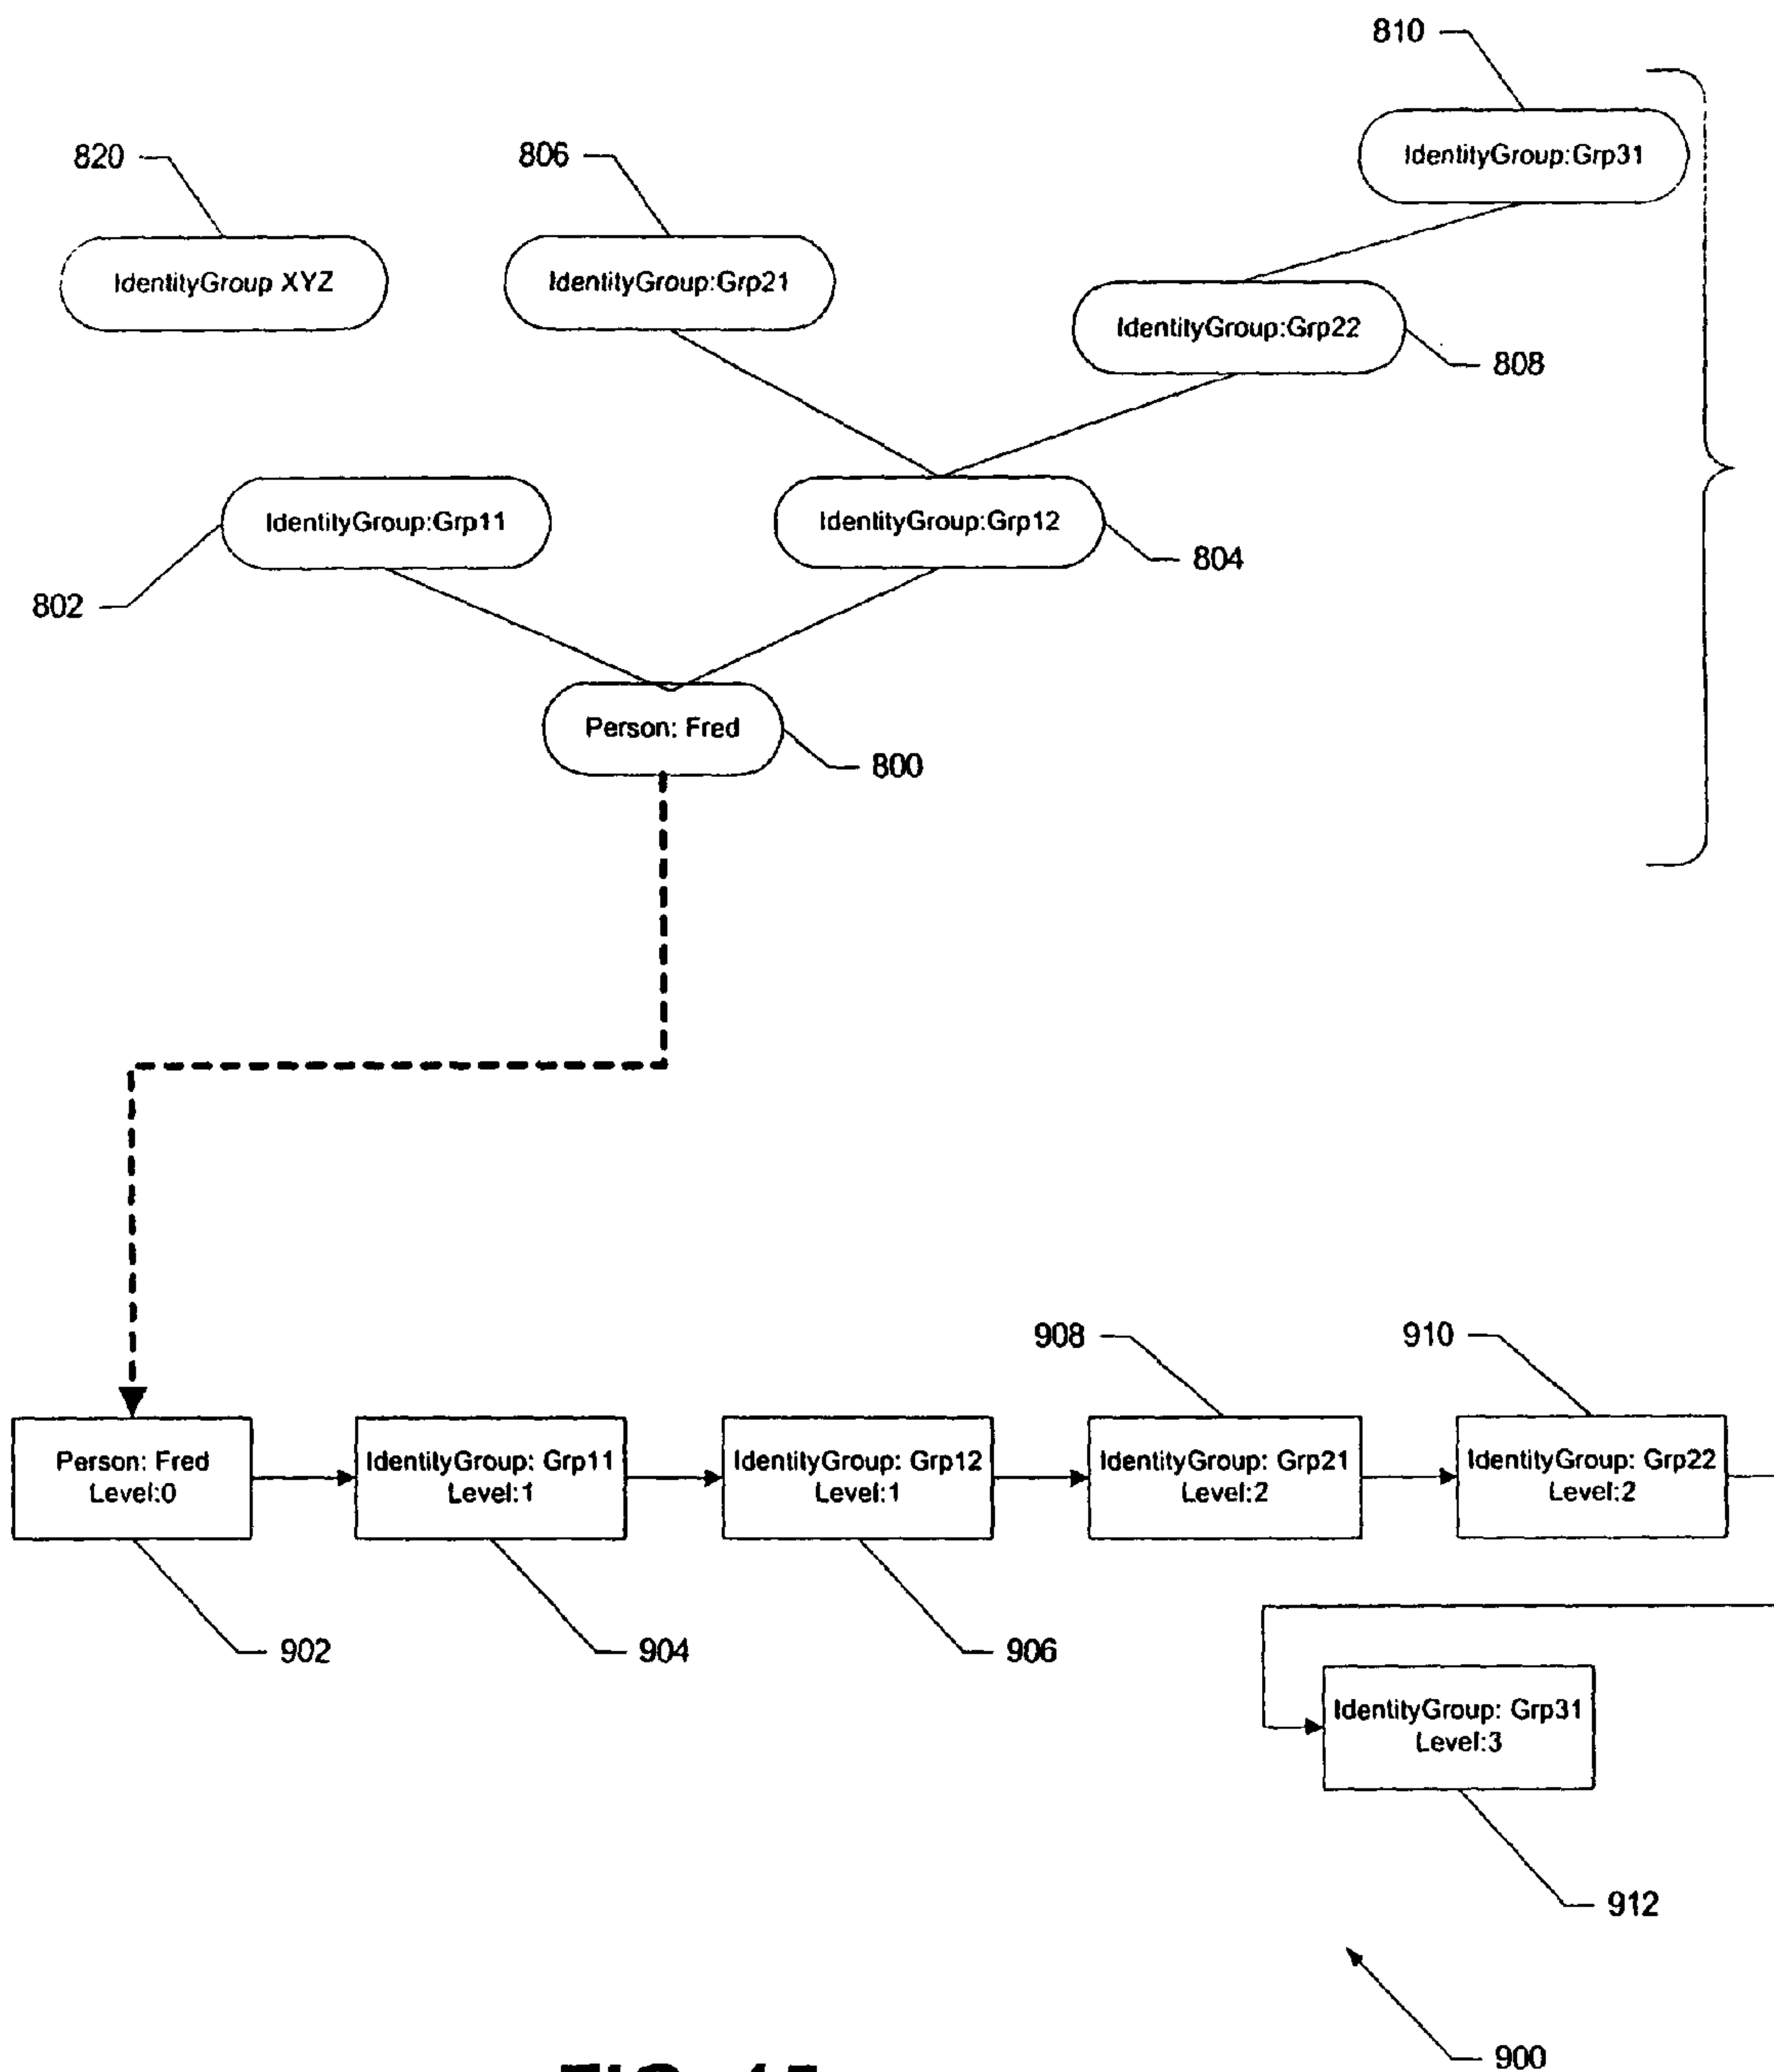 810
IdentityGroup:Grp31
820
806
IdentityGroup XYZ
IdentityGroup:Grp21
IdentityGroup:Grp22
808
IdentityGroup:Grp11
IdentityGroup:Grp12
804
802
Person: Fred
800
908
910
Person: Fred
Level:0
IdentityGroup: Grp11
Level:1
IdentityGroup: Grp12
Level:1
IdentityGroup: Grp21
Level:2
IdentityGroup: Grp22
Level:2
902
904
906
IdentityGroup: Grp31
Level:3
912
900